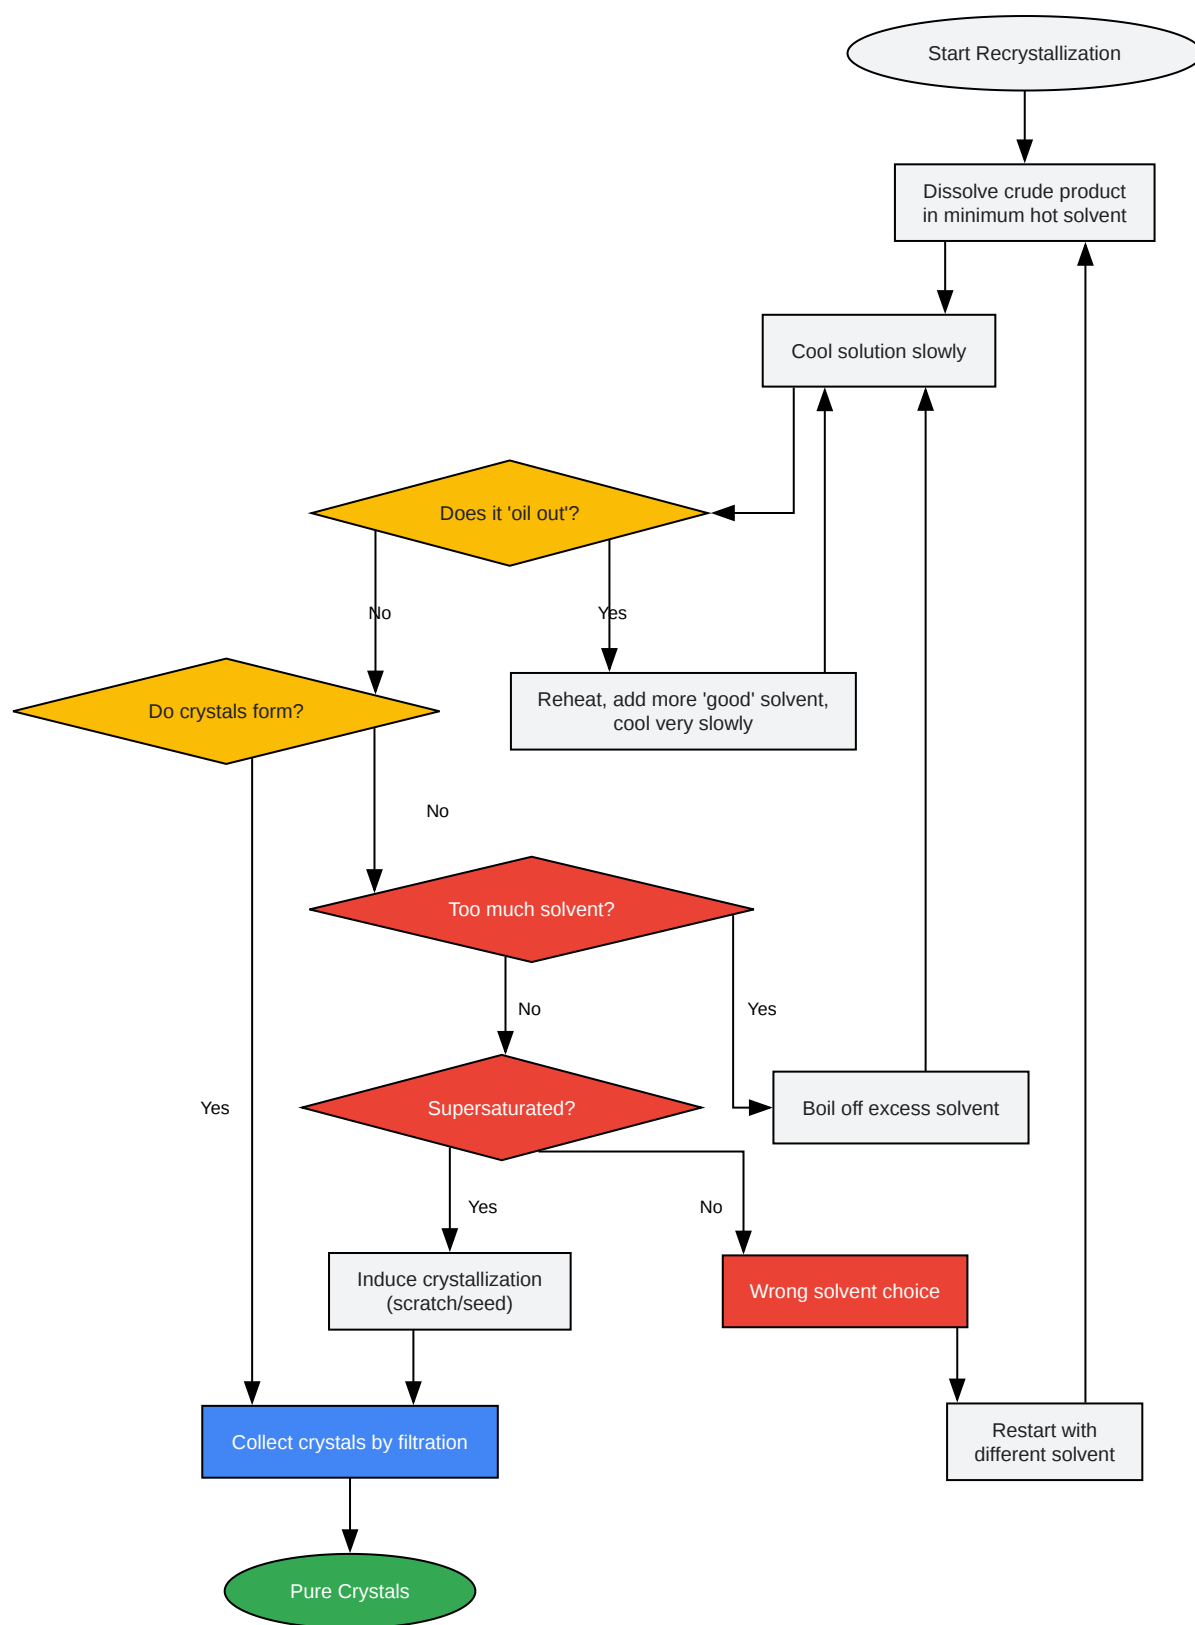 Start Recrystallization
Dissolve crude product
in minimum hot solvent
Cool solution slowly
Does it 'oil out'?
No
Yes
Reheat, add more 'good' solvent,
cool very slowly
Do crystals form?
No
Too much solvent?
No
Yes
Yes
Supersaturated?
Boil off excess solvent
Yes
No
Induce crystallization
(scratch/seed)
Wrong solvent choice
Collect crystals by filtration
Restart with
different solvent
Pure Crystals